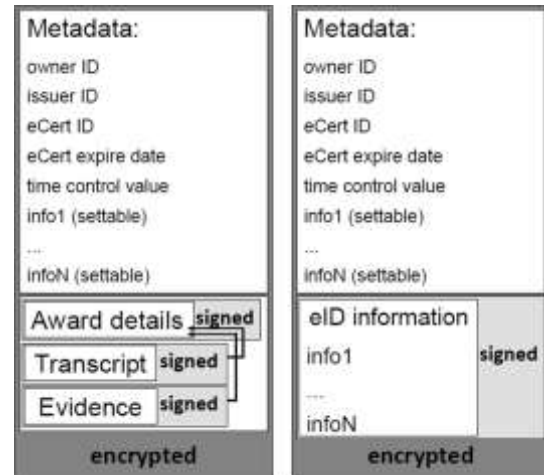 Metadata:
owner ID
issuer ID
eCert ID
eCert expire date
time control value
info1 (settable)
...
infoN (settable)
Award details signed
Transcript signed
Evidence signed
encrypted
Metadata:
owner ID
issuer ID
eCert ID
eCert expire date
time control value
info1 (settable)
...
infoN (settable)
eID information
info1
signed
...
infoN
encrypted